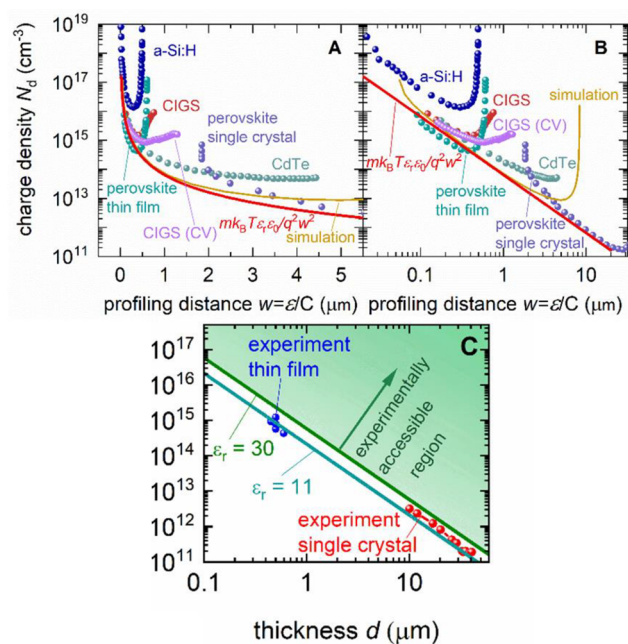 10^19
10^17
10^15
10^13
10^11
charge density N_d (cm^-3)
A
a-Si:H
CIGS
perovskite
single crystal
CdTe
perovskite
thin film
CIGS (CV)
mk_BTε_rε_0/q^2w^2
simulation
0 1 2 3 4 5
profiling distance w=ε/C (μm)
B
a-Si:H
simulation
CIGS
CIGS (CV)
CdTe
mk_BTε_rε_0/q^2w^2
perovskite
single crystal
0.1 1 10
profiling distance w=ε/C (μm)
C
10^17
10^16
10^15
10^14
10^13
10^12
10^11
experiment
thin film
experimentally
accessible
region
ε_r = 30
ε_r = 11
experiment
single crystal
0.1 1 10
thickness d (μm)